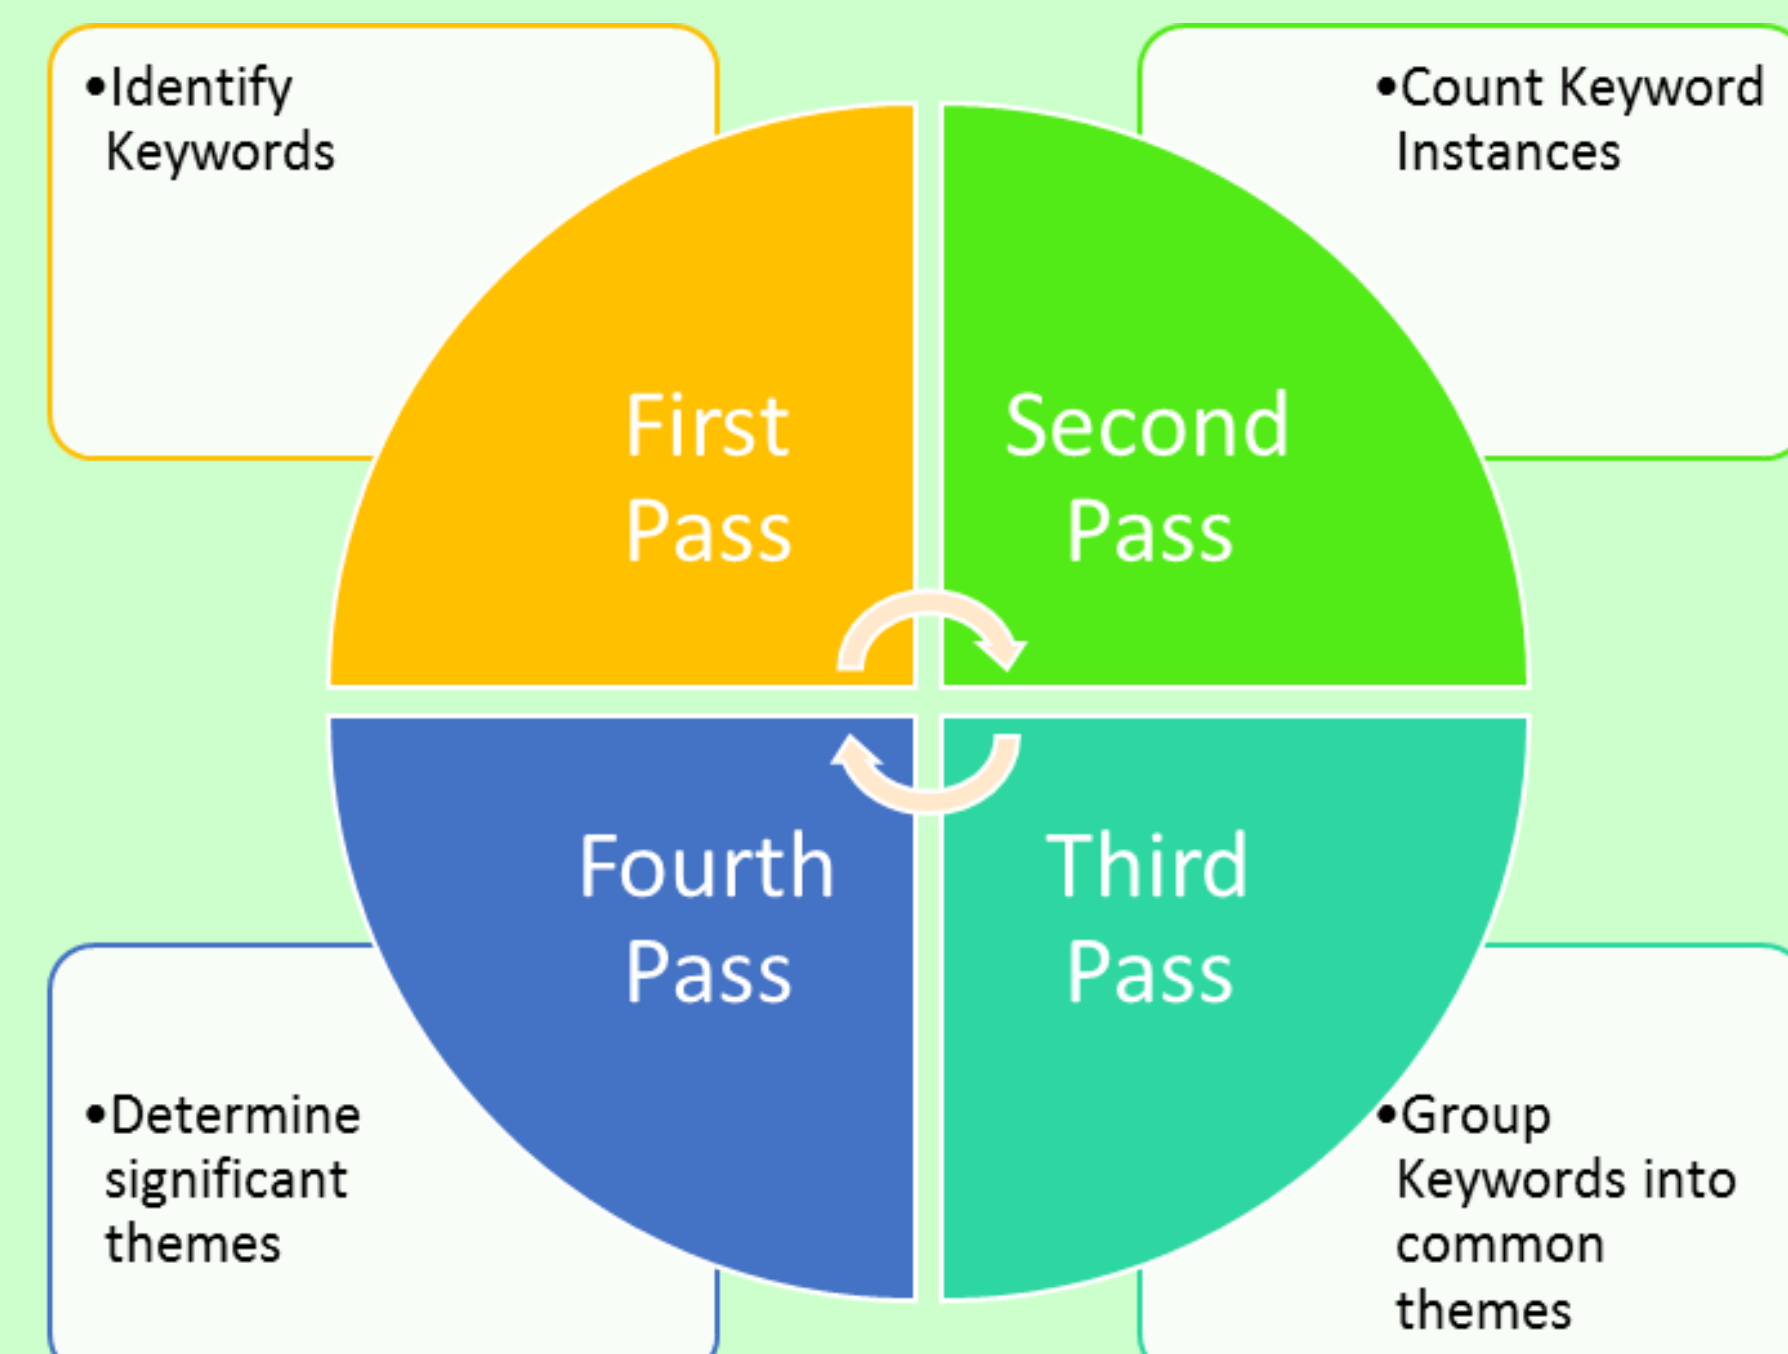 •Identify
Keywords
•Count Keyword
Instances
First
Pass
Second
Pass
Fourth
Pass
Third
Pass
•Determine
significant
themes
•Group
Keywords into
common
themes